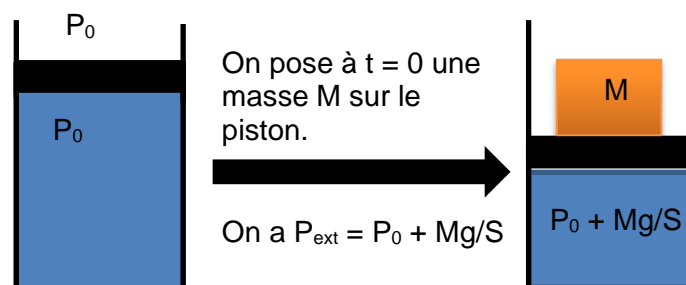 P₀
P₀
On pose à t = 0 une
masse M sur le
piston.
On a Pₑₓₜ = P₀ + Mg/S
M
P₀ + Mg/S